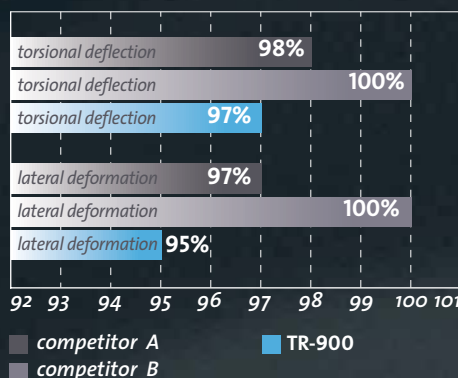 torsional deflection 98%
torsional deflection 100%
torsional deflection 97%
lateral deformation 97%
lateral deformation 100%
lateral deformation 95%
92 93 94 95 96 97 98 99 100 101
competitor A TR-900
competitor B